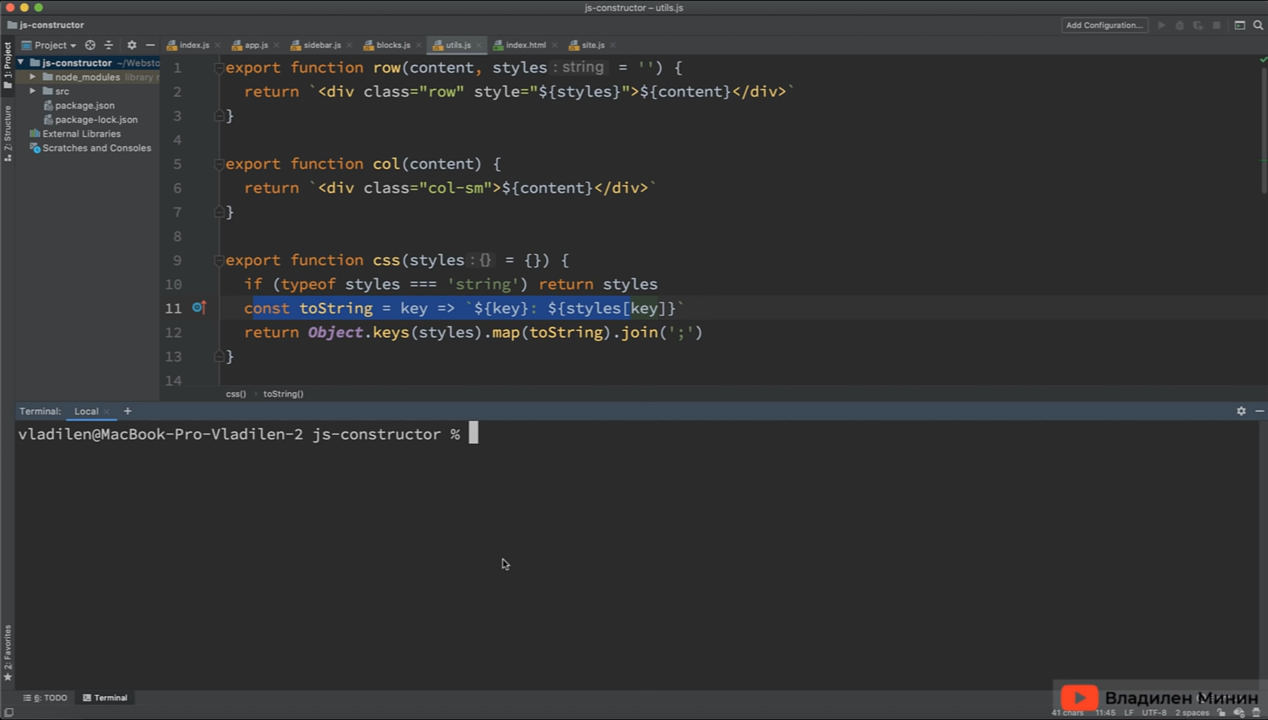 js-constructor – utils.js
js-constructor
Add Configuration...
Project
index.js
app.js
sidebar.js
blocks.js
utils.js
index.html
site.js
1: Project
Z: Structure
2: Favorites
js-constructor ~/Websto
node_modules library r
src
package.json
package-lock.json
External Libraries
Scratches and Consoles
1 export function row(content, styles : string = '') {
2 return `<div class="row" style="${styles}">${content}</div>`
3 }
4
5 export function col(content) {
6 return `<div class="col-sm">${content}</div>`
7 }
8
9 export function css(styles : {} = {}) {
10 if (typeof styles === 'string') return styles
11 const toString = key => `${key}: ${styles[key]}`
12 return Object.keys(styles).map(toString).join(';')
13 }
14
css() › toString()
Terminal: Local +
vladilen@MacBook-Pro-Vladilen-2 js-constructor %
6: TODO
Terminal
Владилен Минин
41 chars 11:45 LF UTF-8 2 spaces